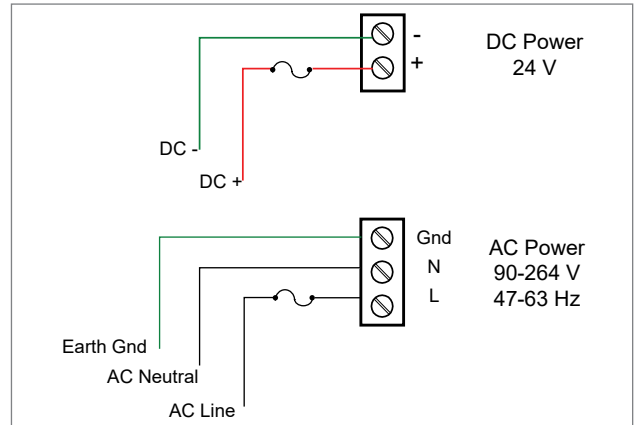 -
+
DC Power
24 V
DC -
DC +
Gnd
N
L
AC Power
90-264 V
47-63 Hz
Earth Gnd
AC Neutral
AC Line